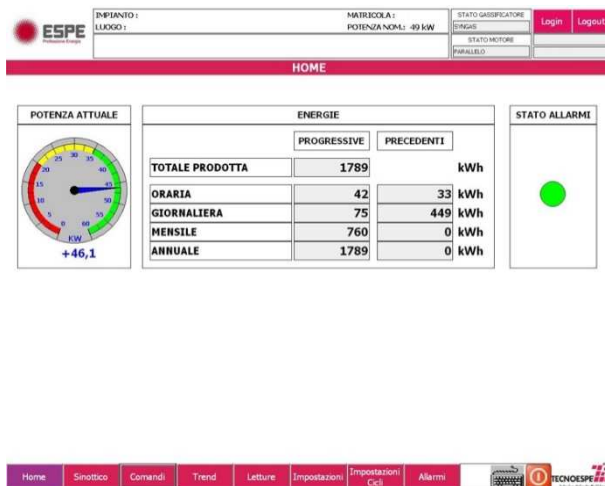 ESPE
IMPIANTO :
LUOGO :
MATRICOLA :
POTENZA NOM.: 49 kW
STATO GASSIFICATORE
SYNGAS
STATO MOTORE
PARALLELO
Login
Logout
HOME
POTENZA ATTUALE
0 5 10 15 20 25 30 35 40 45 50 55 60
KW
+46,1
ENERGIE
PROGRESSIVE PRECEDENTI
TOTALE PRODOTTA 1789 kWh
ORARIA 42 33 kWh
GIORNALIERA 75 449 kWh
MENSILE 760 0 kWh
ANNUALE 1789 0 kWh
STATO ALLARMI
Home Sinottico Comandi Trend Letture Impostazioni Impostazioni Cicli Allarmi
TECNOESPE